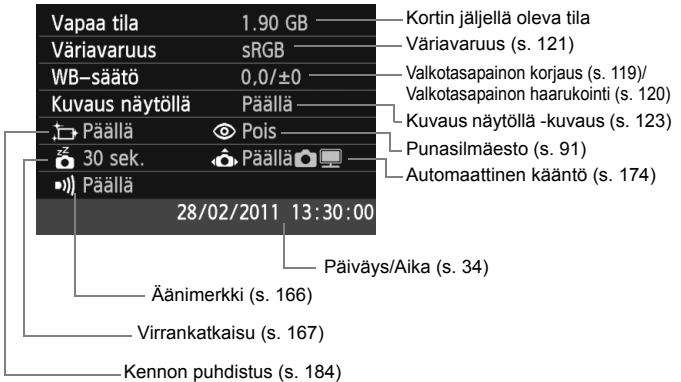 Vapaa tila 1.90 GB
Kortin jäljellä oleva tila
Väriavaruus sRGB
Väriavaruus (s. 121)
WB–säätö 0,0/±0
Valkotasapainon korjaus (s. 119)/
Valkotasapainon haarukointi (s. 120)
Kuvaus näytöllä Päällä
Kuvaus näytöllä -kuvaus (s. 123)
Päällä Pois
Punasilmäesto (s. 91)
30 sek. Päällä
Automaattinen kääntö (s. 174)
Päällä
28/02/2011 13:30:00
Päiväys/Aika (s. 34)
Äänimerkki (s. 166)
Virrankatkaisu (s. 167)
Kennon puhdistus (s. 184)